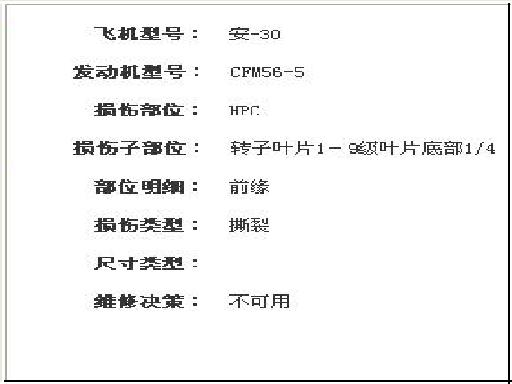 飞机型号： 安-30
发动机型号： CFM56-5
损伤部位： HPC
损伤子部位： 转子叶片1－9级叶片底部1/4
部位明细： 前缘
损伤类型： 撕裂
尺寸类型：
维修决策： 不可用